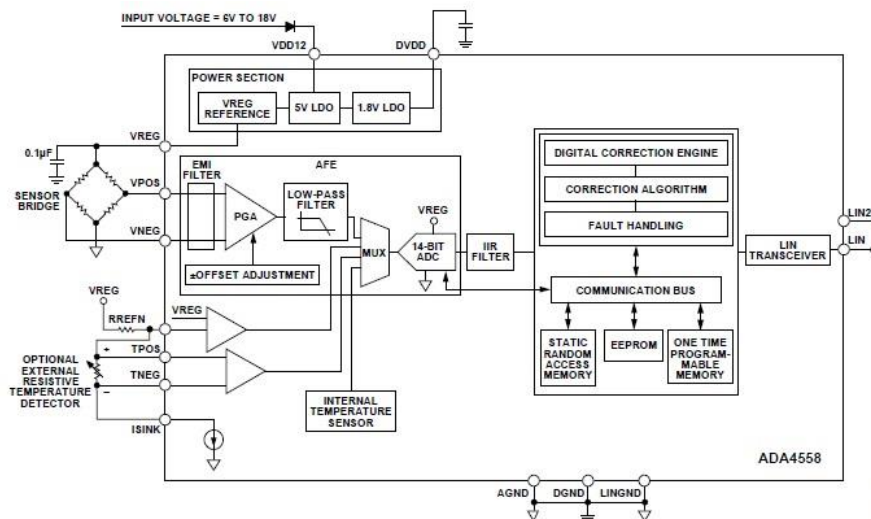 INPUT VOLTAGE = 6V TO 18V
VDD12
DVDD
POWER SECTION
VREG
REFERENCE
5V LDO
1.8V LDO
VREG
0.1µF
AFE
EMI
FILTER
VPOS
LOW-PASS
FILTER
SENSOR
BRIDGE
PGA
VREG
VNEG
MUX
14-BIT
ADC
IIR
FILTER
±OFFSET ADJUSTMENT
DIGITAL CORRECTION ENGINE
CORRECTION ALGORITHM
FAULT HANDLING
LIN2
LIN
TRANSCEIVER
LIN
COMMUNICATION BUS
STATIC
RANDOM
ACCESS
MEMORY
EEPROM
ONE TIME
PROGRAM-
MABLE
MEMORY
VREG
RREFN
VREG
+
TPOS
OPTIONAL
EXTERNAL
RESISTIVE
TEMPERATURE
DETECTOR
TNEG
–
INTERNAL
TEMPERATURE
SENSOR
ISINK
ADA4558
AGND
DGND
LINGND